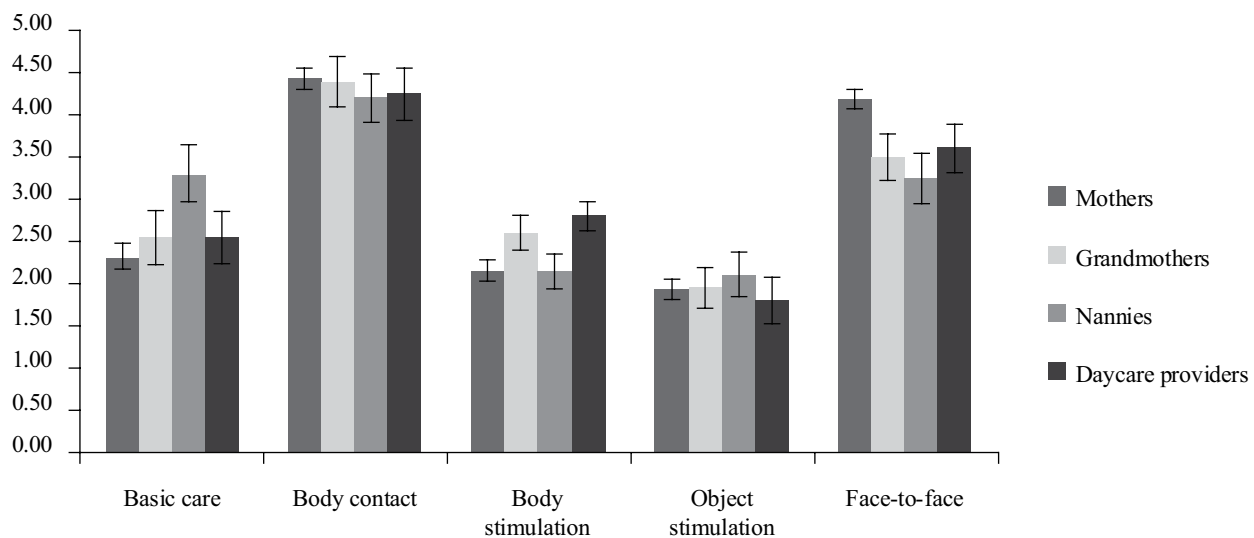 5.00
4.50
4.00
3.50
3.00
2.50
2.00
1.50
1.00
0.50
0.00
Basic care
Body contact
Body
stimulation
Object
stimulation
Face-to-face
Mothers
Grandmothers
Nannies
Daycare providers